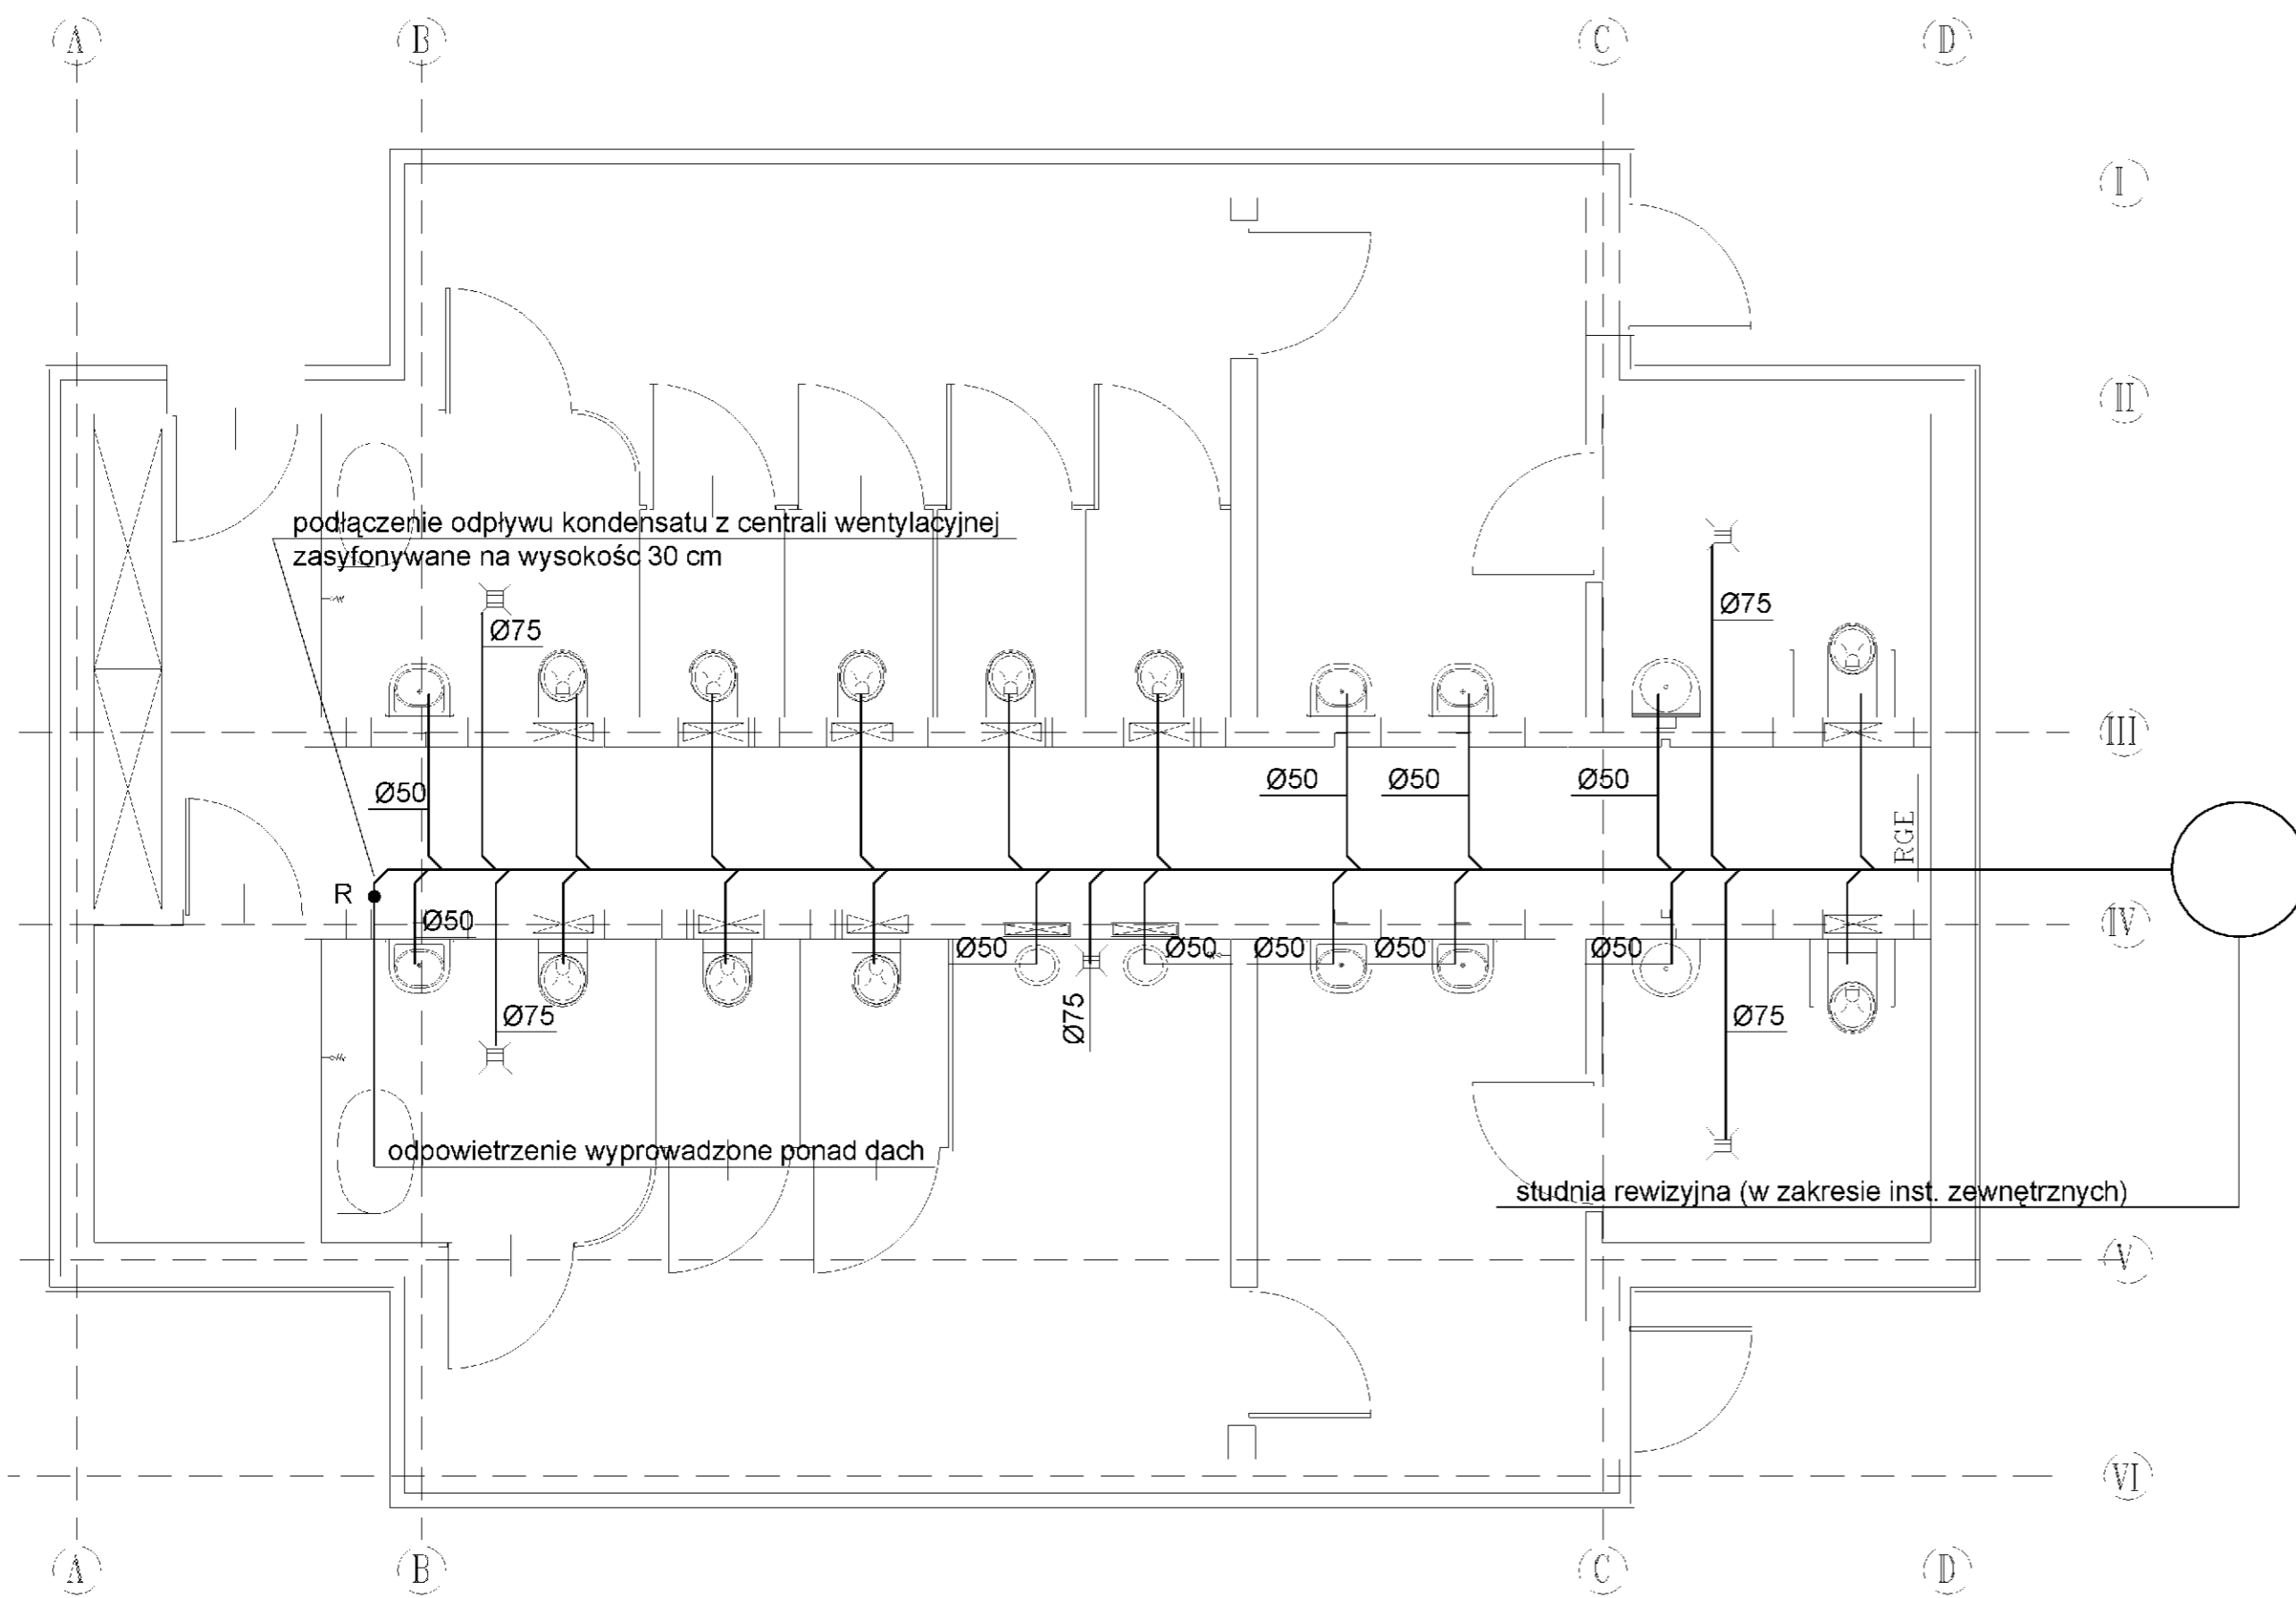 A
B
C
D
I
II
podłączenie odpływu kondensatu z centrali wentylacyjnej
zasyfonywane na wysokośc 30 cm
Ø75
Ø75
III
Ø50
Ø50
Ø50
Ø50
RGE
R
Ø50
IV
Ø50
Ø50
Ø50
Ø50
Ø50
Ø75
Ø75
Ø75
odpowietrzenie wyprowadzone ponad dach
studnia rewizyjna (w zakresie inst. zewnętrznych)
V
VI
A
B
C
D